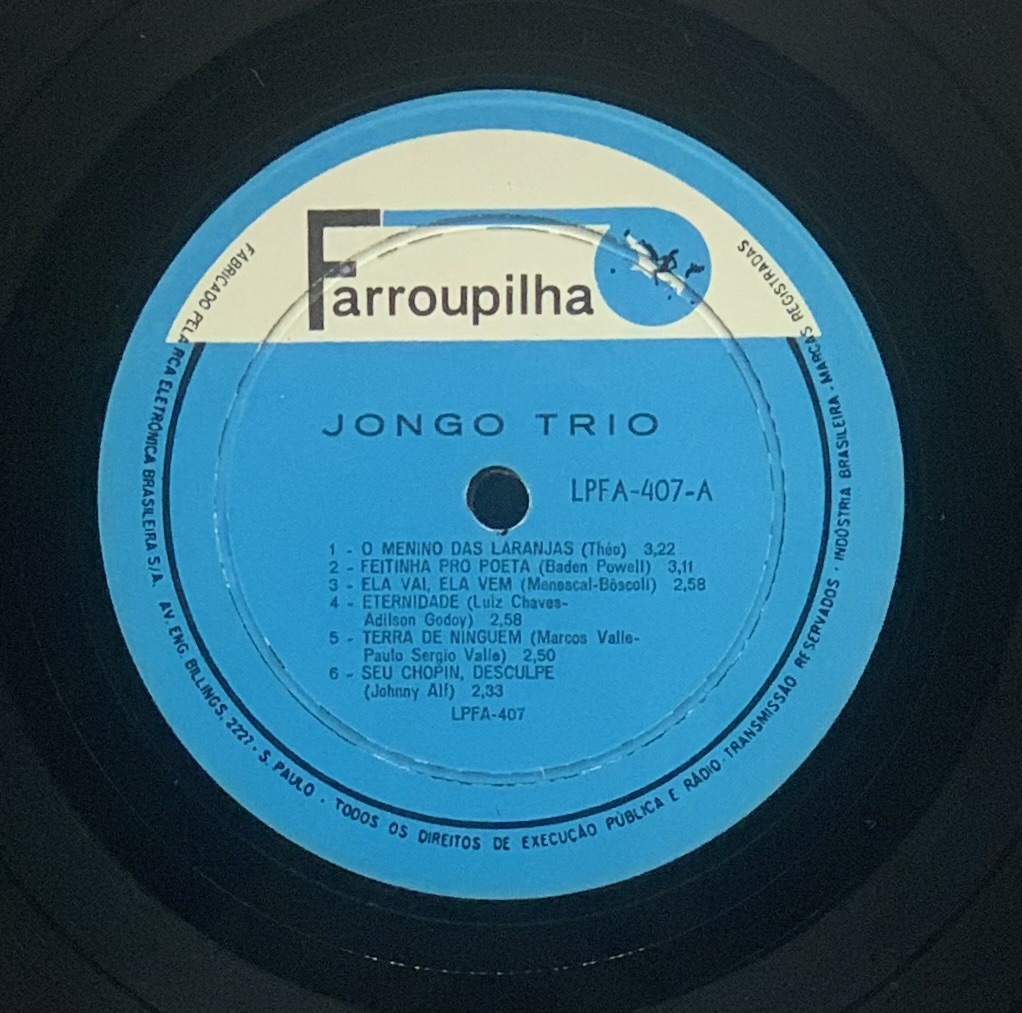 Farroupilha
JONGO TRIO
LPFA-407-A
1 - O MENINO DAS LARANJAS (Théo) 3,22
2 - FEITINHA PRO POETA (Baden Powell) 3,11
3 - ELA VAI, ELA VEM (Menescal-Bôscoli) 2,58
4 - ETERNIDADE (Luiz Chaves-
Adilson Godoy) 2,58
5 - TERRA DE NINGUEM (Marcos Valle-
Paulo Sergio Valle) 2,50
6 - SEU CHOPIN, DESCULPE
(Johnny Alf) 2,33
LPFA-407
FABRICADO PELA RCA ELETRÔNICA BRASILEIRA S/A. AV. ENG. BILLINGS, 2227 - S. PAULO · TODOS OS DIREITOS DE EXECUÇÃO PÚBLICA E RÁDIO-TRANSMISSÃO RESERVADOS · INDÚSTRIA BRASILEIRA - MARCAS REGISTRADAS